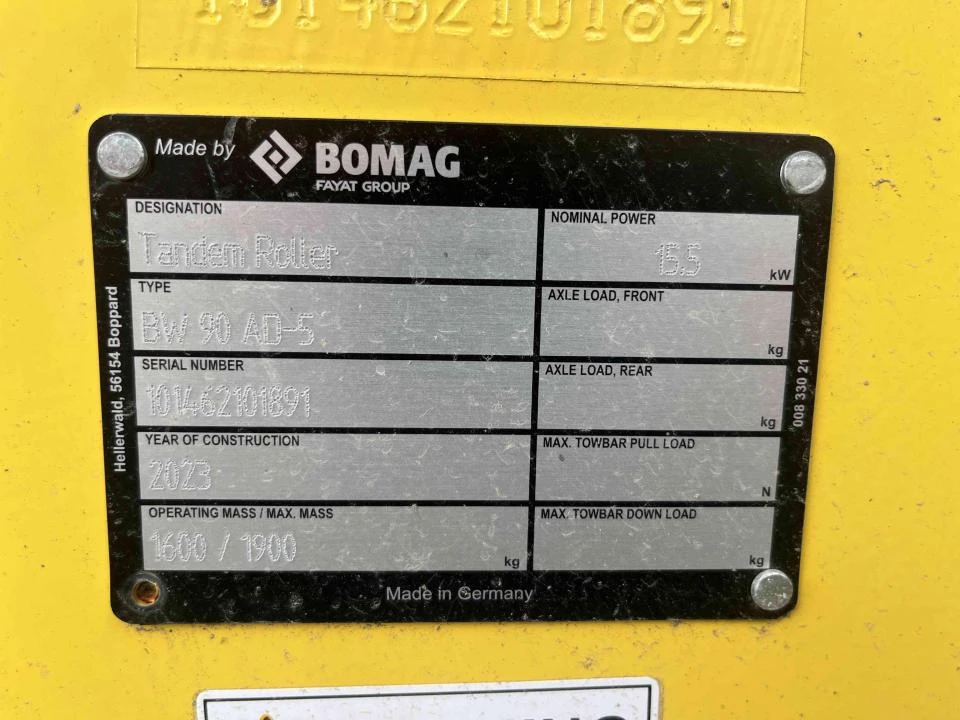 101462101891
Made by BOMAG
FAYAT GROUP
DESIGNATION
Tandem Roller
NOMINAL POWER
15.5 kW
TYPE
BW 90 AD-5
AXLE LOAD, FRONT
- kg
SERIAL NUMBER
101462101891
AXLE LOAD, REAR
- kg
YEAR OF CONSTRUCTION
2023
MAX. TOWBAR PULL LOAD
N
OPERATING MASS / MAX. MASS
1600 / 1900 kg
MAX. TOWBAR DOWN LOAD
kg
Hellerwald, 56154 Boppard
008 330 21
Made in Germany